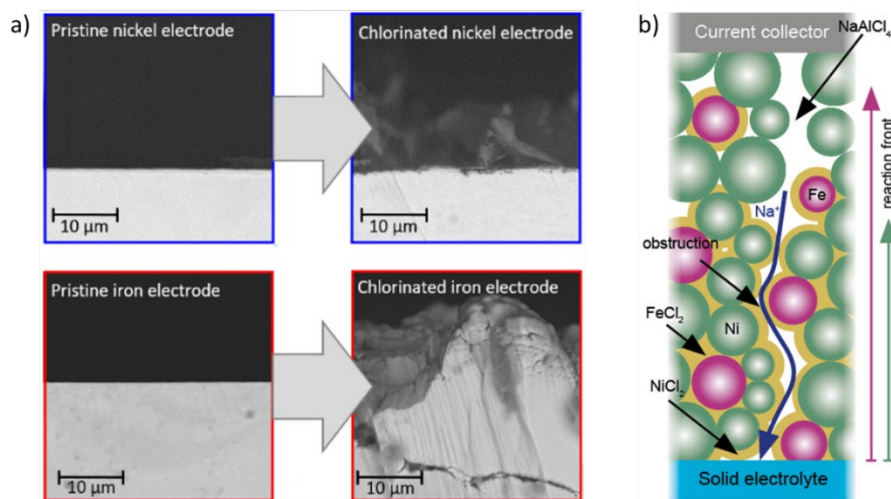 a)
Pristine nickel electrode
10 µm
Chlorinated nickel electrode
10 µm
Pristine iron electrode
10 µm
Chlorinated iron electrode
10 µm
b)
NaAlCl₄
Current collector
Fe
Na⁺
obstruction
FeCl₂
Ni
NiCl₂
Solid electrolyte
reaction front